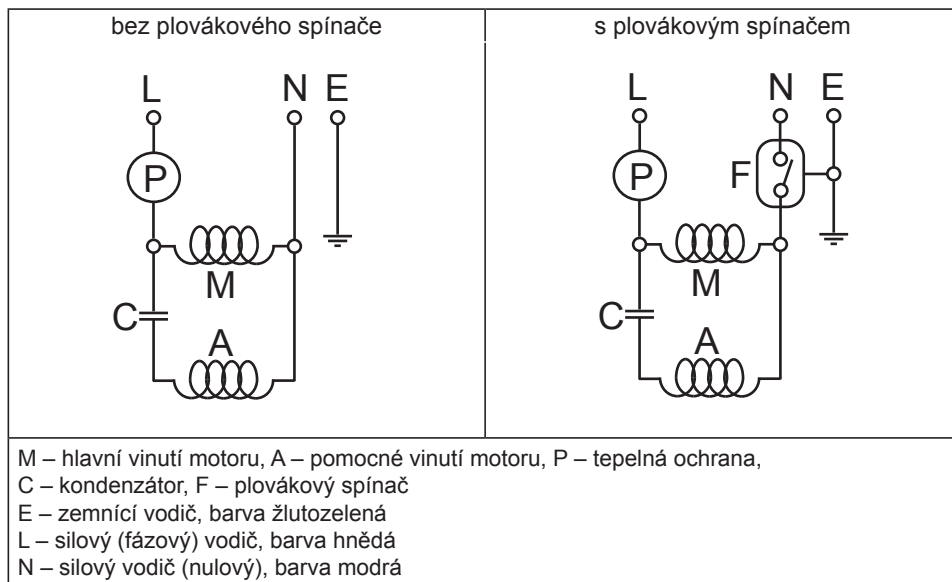 bez plovákového spínače
s plovákovým spínačem
L N E
P
M
C
A
L N E
P
F
M
C
A
M – hlavní vinutí motoru, A – pomocné vinutí motoru, P – tepelná ochrana,
C – kondenzátor, F – plovákový spínač
E – zemnící vodič, barva žlutozelená
L – silový (fázový) vodič, barva hnědá
N – silový vodič (nulový), barva modrá